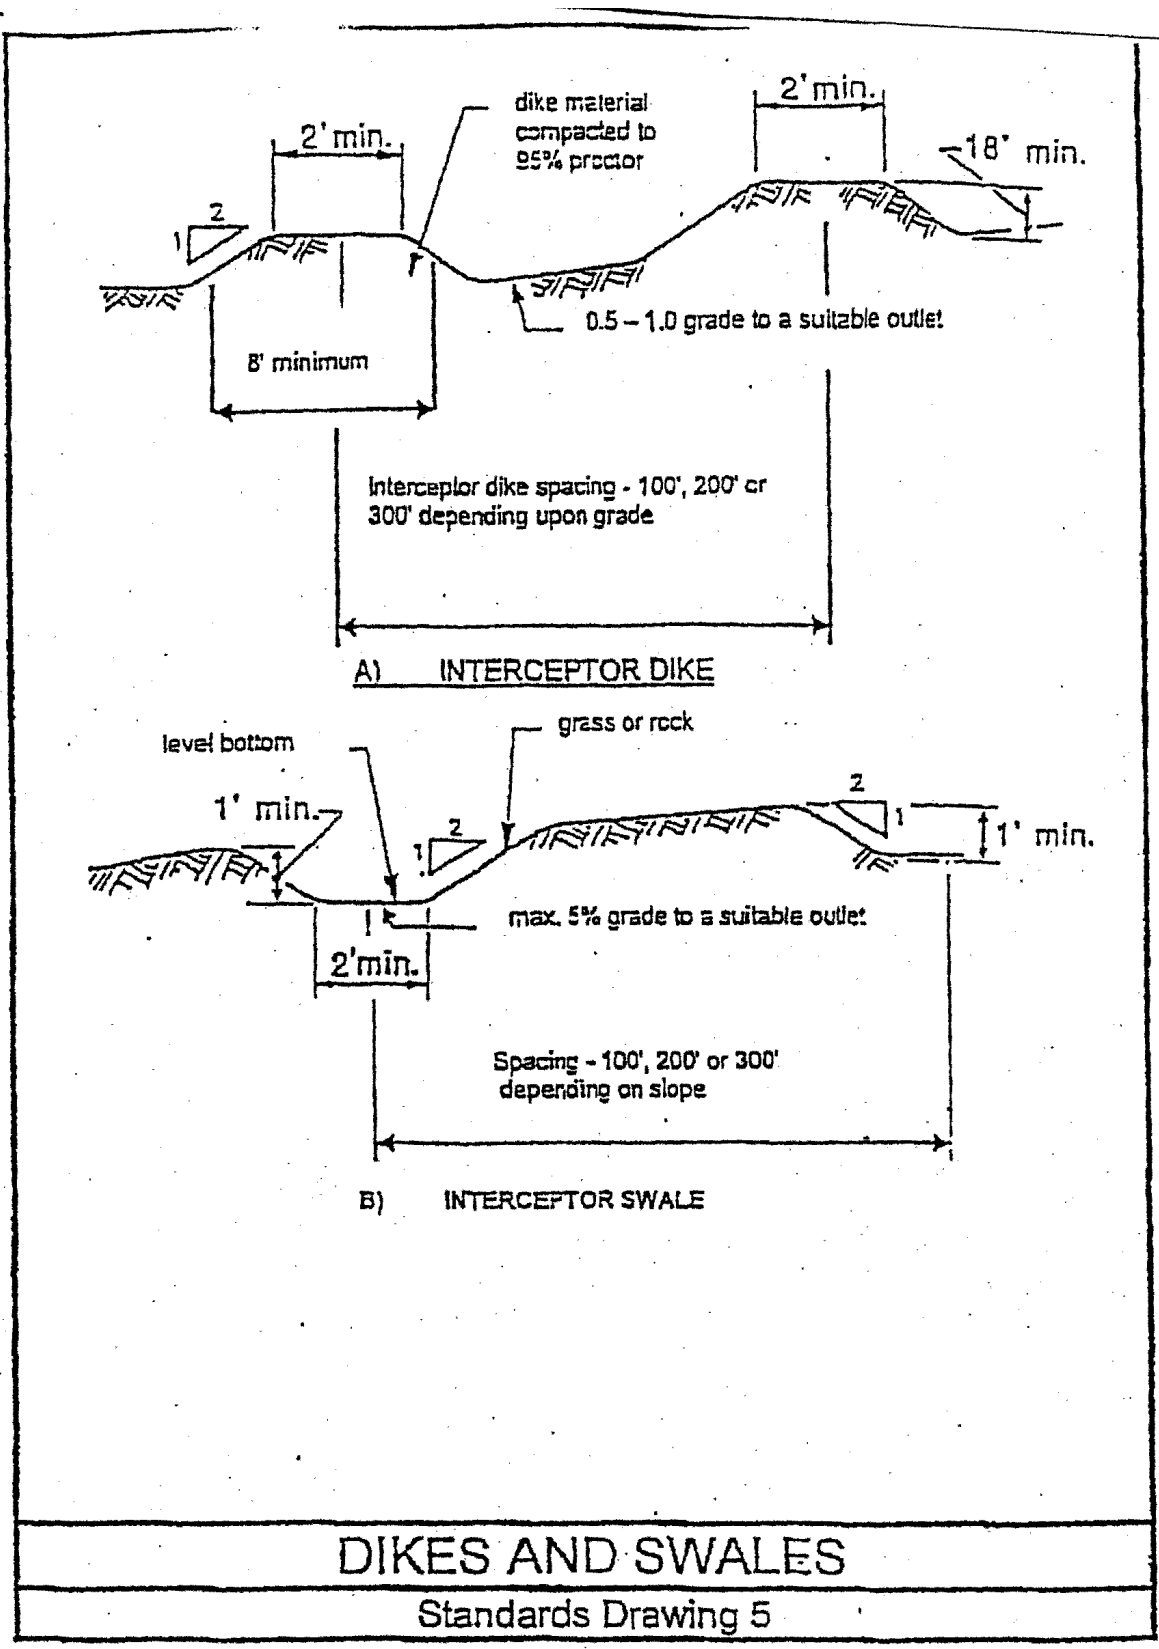 2' min.
dike material
compacted to
95% proctor
2' min.
18' min.
2
1
0.5 – 1.0 grade to a suitable outlet
8' minimum
Interceptor dike spacing - 100', 200' or
300' depending upon grade
A) INTERCEPTOR DIKE
grass or rock
level bottom
1' min.
2
1
2
1
1' min.
max. 5% grade to a suitable outlet
2' min.
Spacing - 100', 200' or 300'
depending on slope
B) INTERCEPTOR SWALE
DIKES AND SWALES
Standards Drawing 5